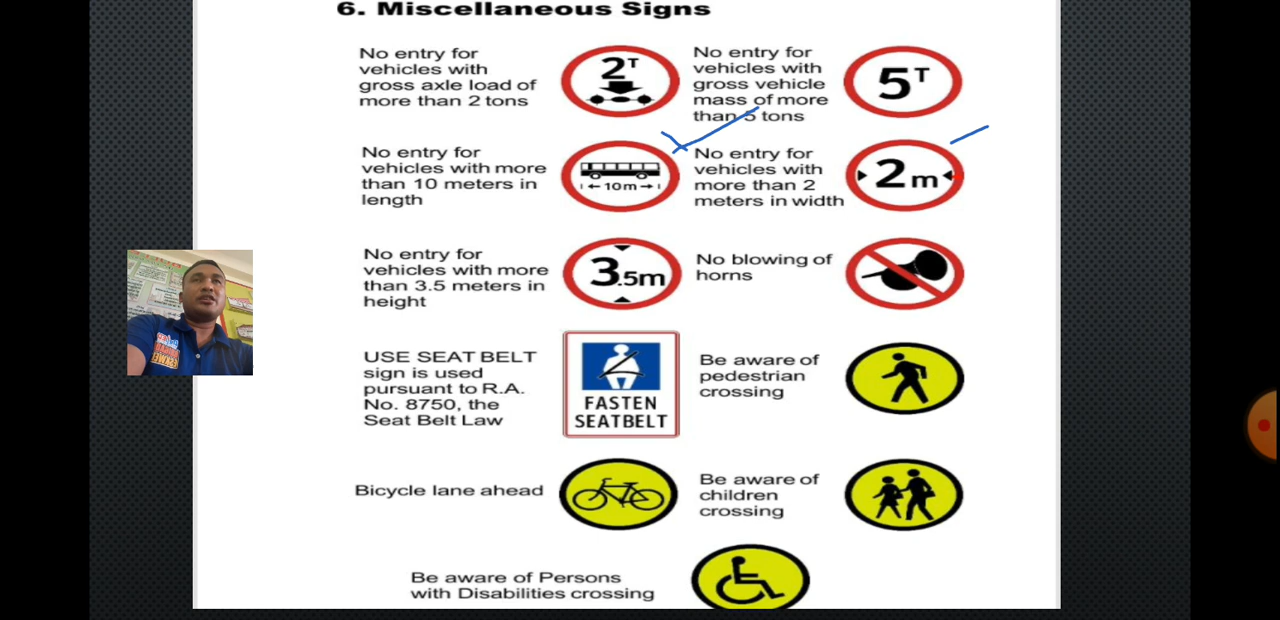 6. Miscellaneous Signs
No entry for
vehicles with
gross axle load of
more than 2 tons
2T
No entry for
vehicles with
gross vehicle
mass of more
than 5 tons
5T
No entry for
vehicles with more
than 10 meters in
length
10m
No entry for
vehicles with
more than 2
meters in width
2m
No entry for
vehicles with more
than 3.5 meters in
height
3.5m
No blowing of
horns
USE SEAT BELT
sign is used
pursuant to R.A.
No. 8750, the
Seat Belt Law
FASTEN
SEATBELT
Be aware of
pedestrian
crossing
Bicycle lane ahead
Be aware of
children
crossing
Be aware of Persons
with Disabilities crossing